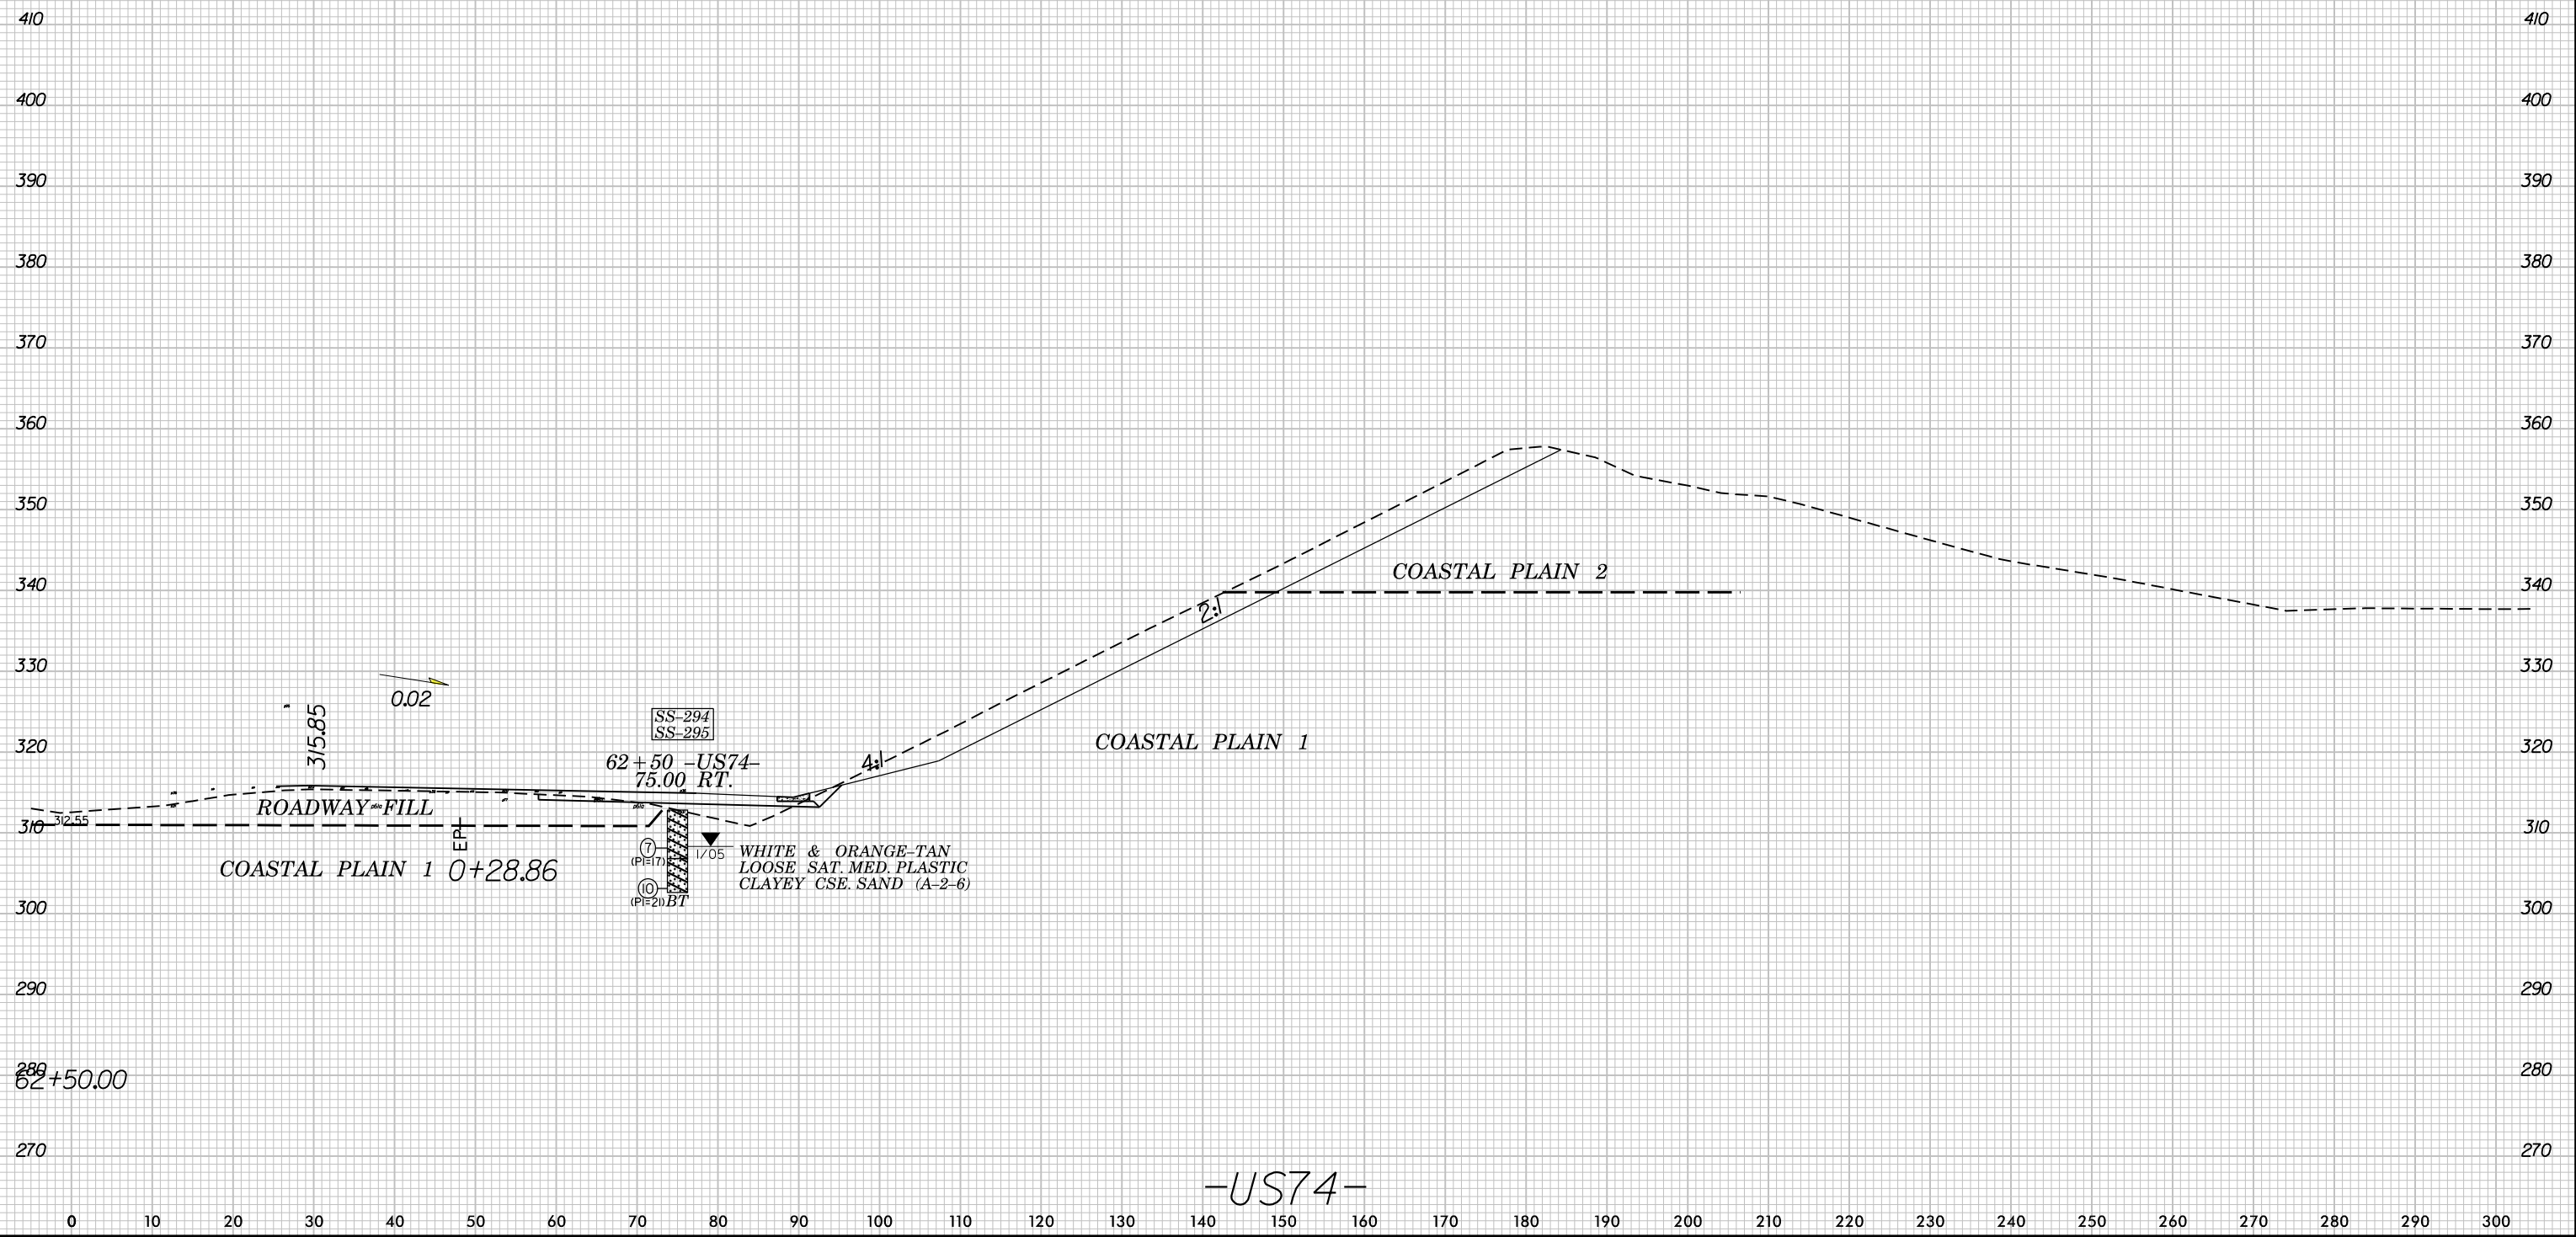 410 410
400 400
390 390
380 380
370 370
360 360
350 350
COASTAL PLAIN 2
340 340
2:1
330 330
0.02
315.85
SS-294
SS-295
320 320
COASTAL PLAIN 1
62+50 -US74-
4:1
75.00 RT.
ROADWAY FILL
312.55
310 310
EP
7
1/05
WHITE & ORANGE-TAN
(PI=17)
LOOSE SAT. MED. PLASTIC
COASTAL PLAIN 1 0+28.86
CLAYEY CSE. SAND (A-2-6)
10
(PI=21) BT
300 300
290 290
280 280
62+50.00
270 270
-US74-
0 10 20 30 40 50 60 70 80 90 100 110 120 130 140 150 160 170 180 190 200 210 220 230 240 250 260 270 280 290 300